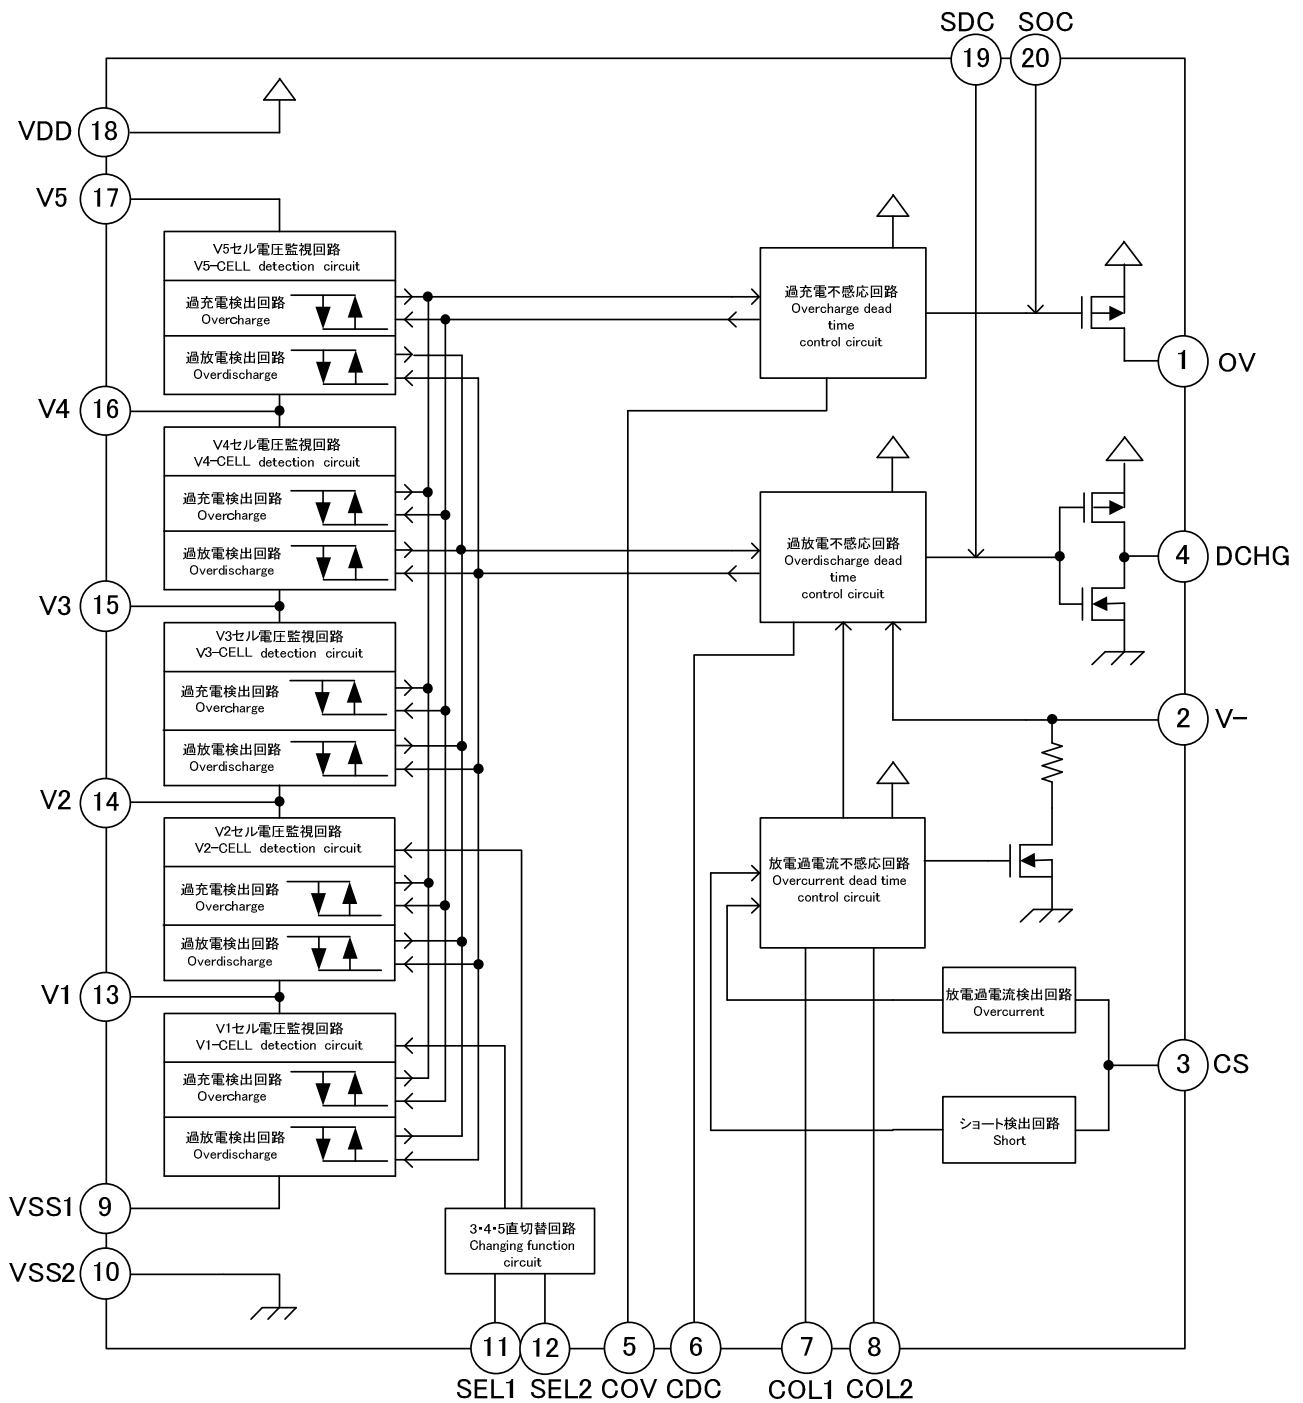 SDC
SOC
19
20
VDD
18
V5
17
V5セル電圧監視回路
V5-CELL detection circuit
過充電検出回路
Overcharge
過放電検出回路
Overdischarge
過充電不感応回路
Overcharge dead
time
control circuit
1
OV
V4
16
V4セル電圧監視回路
V4-CELL detection circuit
過充電検出回路
Overcharge
過放電検出回路
Overdischarge
過放電不感応回路
Overdischarge dead
time
control circuit
4
DCHG
V3
15
V3セル電圧監視回路
V3-CELL detection circuit
過充電検出回路
Overcharge
過放電検出回路
Overdischarge
2
V-
V2
14
V2セル電圧監視回路
V2-CELL detection circuit
過充電検出回路
Overcharge
過放電検出回路
Overdischarge
放電過電流不感応回路
Overcurrent dead time
control circuit
V1
13
V1セル電圧監視回路
V1-CELL detection circuit
過充電検出回路
Overcharge
過放電検出回路
Overdischarge
放電過電流検出回路
Overcurrent
3
CS
ショート検出回路
Short
VSS1
9
VSS2
10
3・4・5直切替回路
Changing function
circuit
11
12
5
6
7
8
SEL1
SEL2
COV
CDC
COL1
COL2